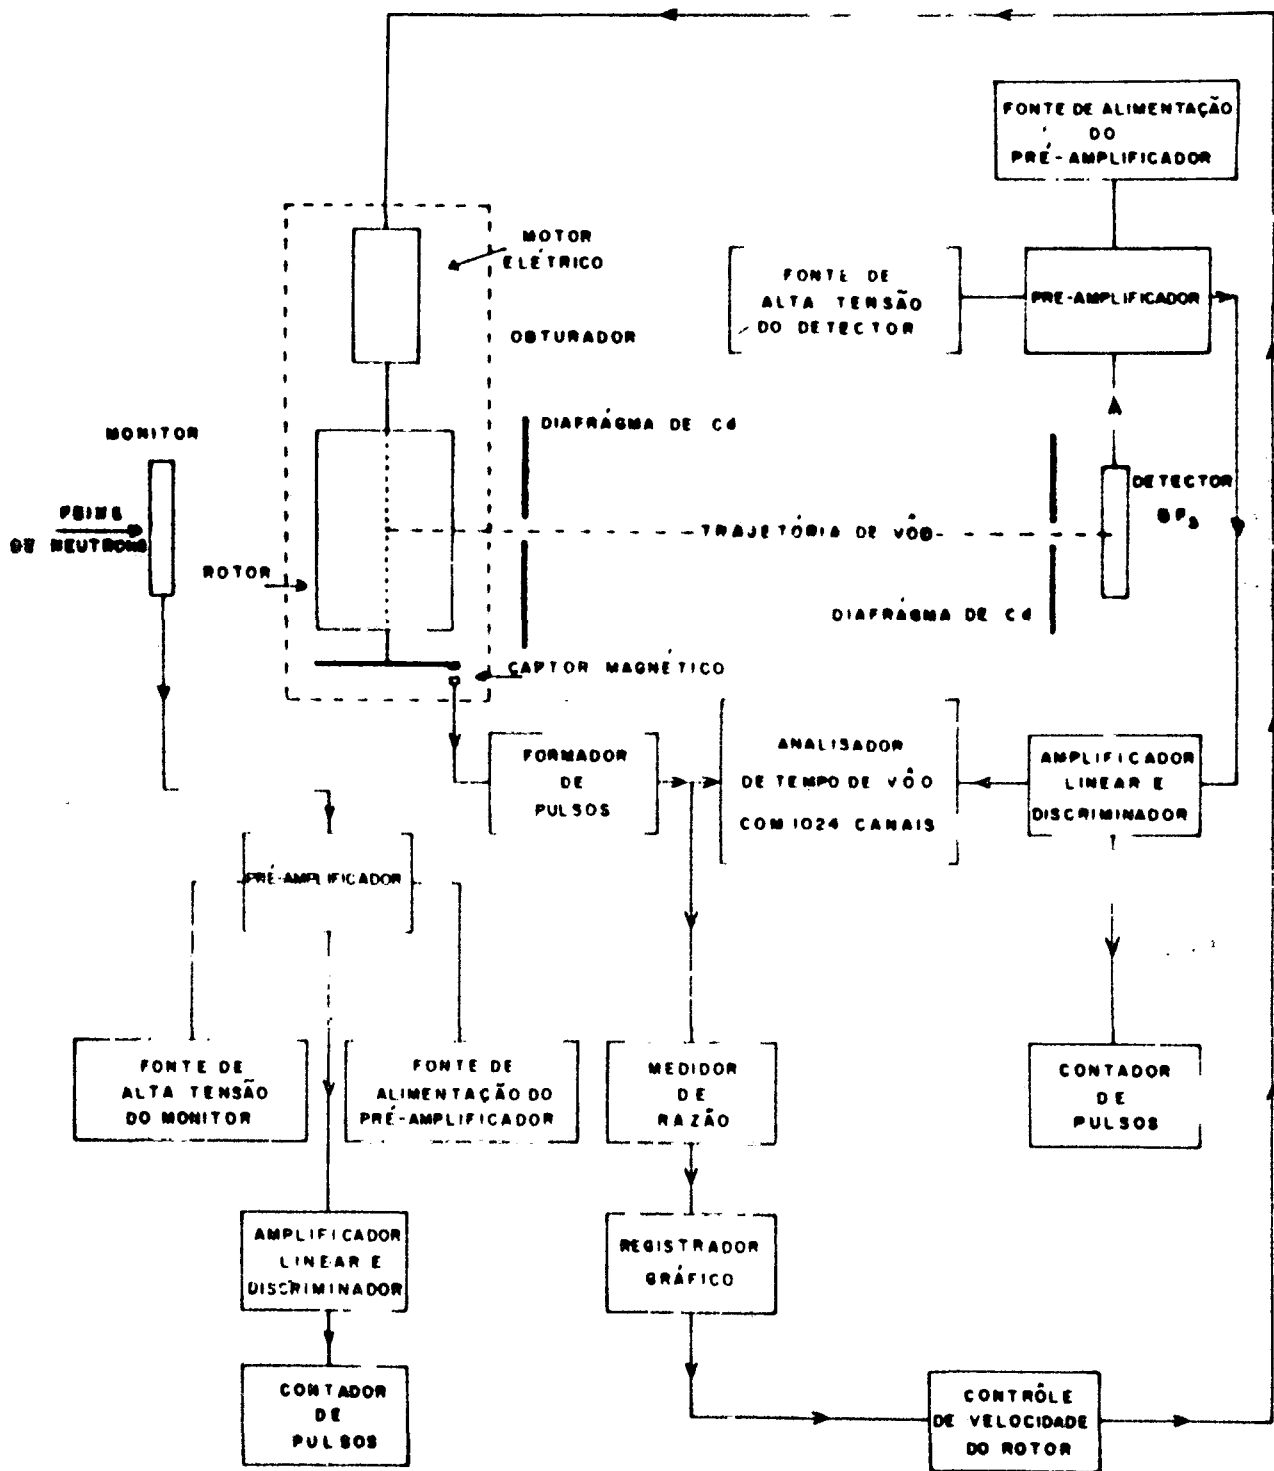 FONTE DE ALIMENTAÇÃO
DO
PRÉ-AMPLIFICADOR
MOTOR
ELÉTRICO
FONTE DE
ALTA TENSÃO
DO DETECTOR
PRE-AMPLIFICADOR
OBTURADOR
DIAFRÁGMA DE Cd
MONITOR
DETECTOR
BF3
FEIXE
DE NEUTRONS
TRAJETÓRIA DE VÔO
ROTOR
DIAFRÁGMA DE Cd
CAPTOR MAGNÉTICO
FORMADOR
DE
PULSOS
ANALISADOR
DE TEMPO DE VÔO
COM 1024 CANAIS
AMPLIFICADOR
LINEAR E
DISCRIMINADOR
PRÉ-AMPLIFICADOR
FONTE DE
ALTA TENSÃO
DO MONITOR
FONTE DE
ALIMENTAÇÃO DO
PRÉ-AMPLIFICADOR
MEDIDOR
DE
RAZÃO
CONTADOR
DE
PULSOS
AMPLIFICADOR
LINEAR E
DISCRIMINADOR
REGISTRADOR
GRÁFICO
CONTADOR
DE
PULSOS
CONTRÔLE
DE VELOCIDADE
DO ROTOR